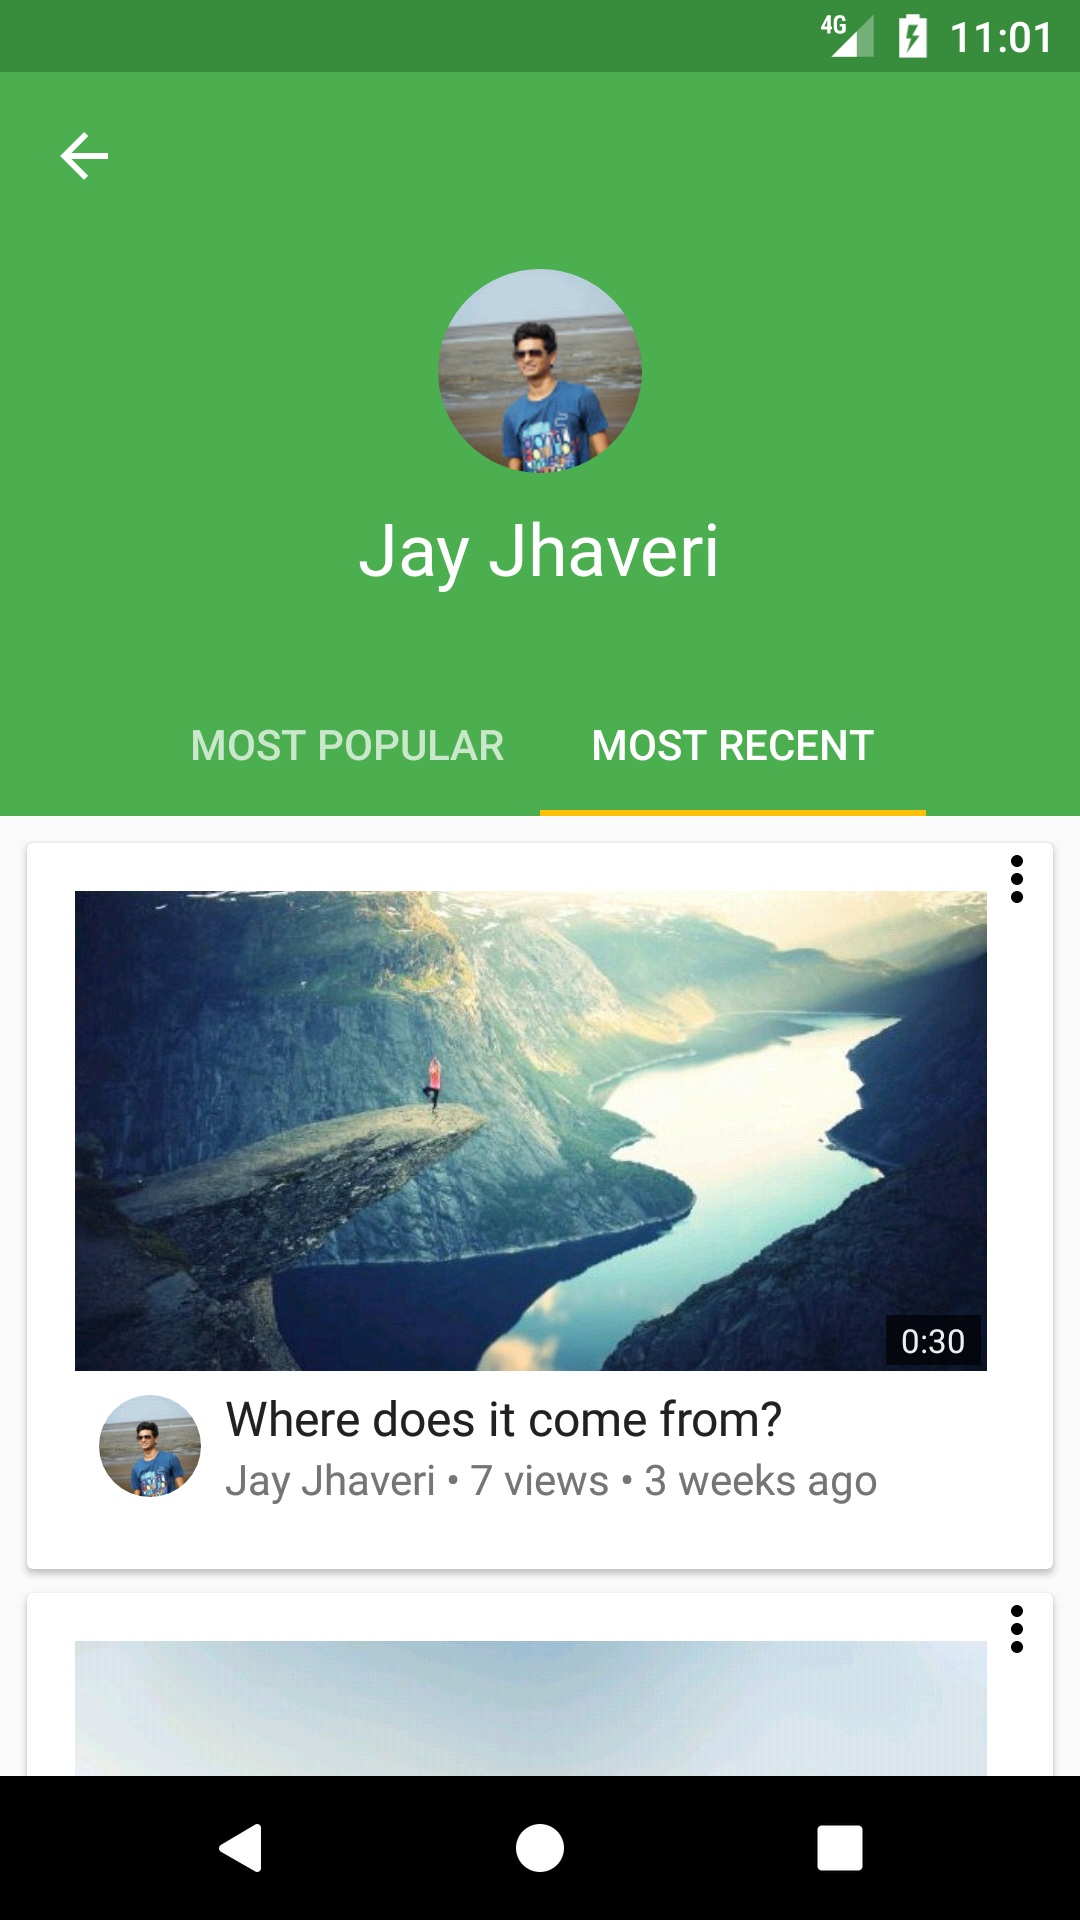 4G 11:01
Jay Jhaveri
MOST POPULAR MOST RECENT
0:30
Where does it come from?
Jay Jhaveri • 7 views • 3 weeks ago